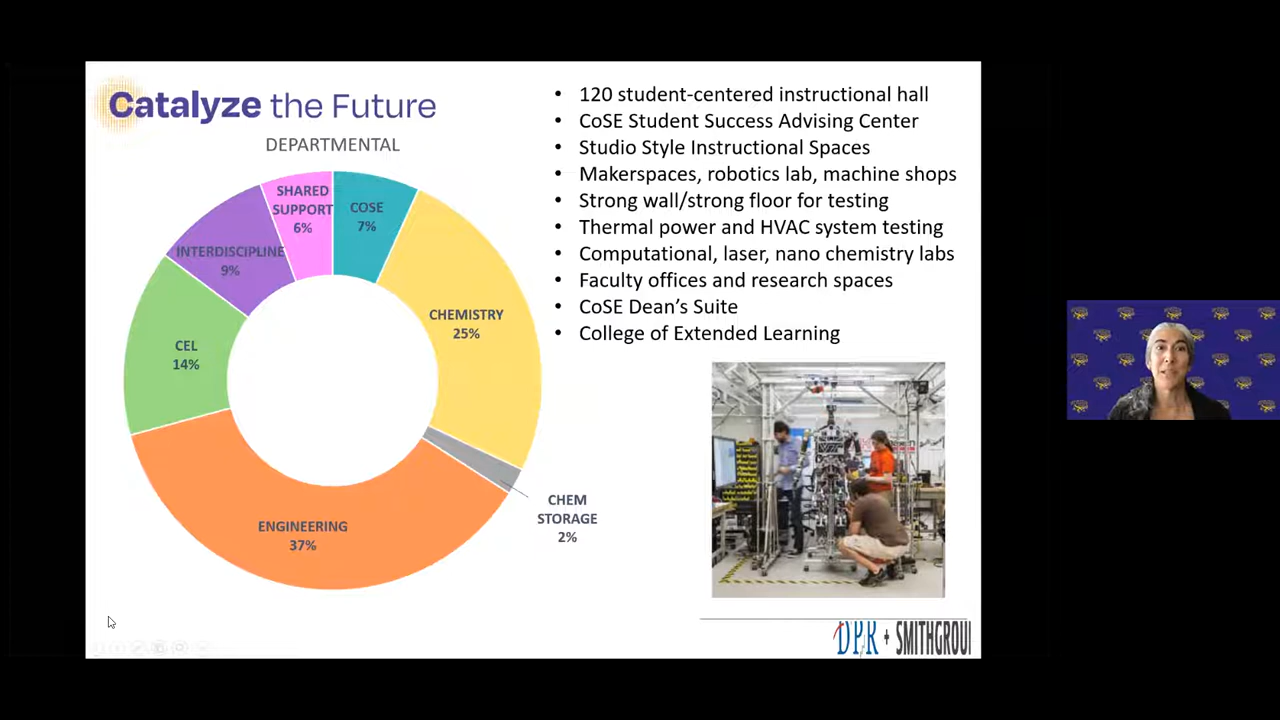 Catalyze the Future
DEPARTMENTAL
SHARED
SUPPORT
6%
COSE
7%
INTERDISCIPLINE
9%
CHEMISTRY
25%
CEL
14%
ENGINEERING
37%
CHEM
STORAGE
2%
• 120 student-centered instructional hall
• CoSE Student Success Advising Center
• Studio Style Instructional Spaces
• Makerspaces, robotics lab, machine shops
• Strong wall/strong floor for testing
• Thermal power and HVAC system testing
• Computational, laser, nano chemistry labs
• Faculty offices and research spaces
• CoSE Dean’s Suite
• College of Extended Learning
DPR + SMITHGROU